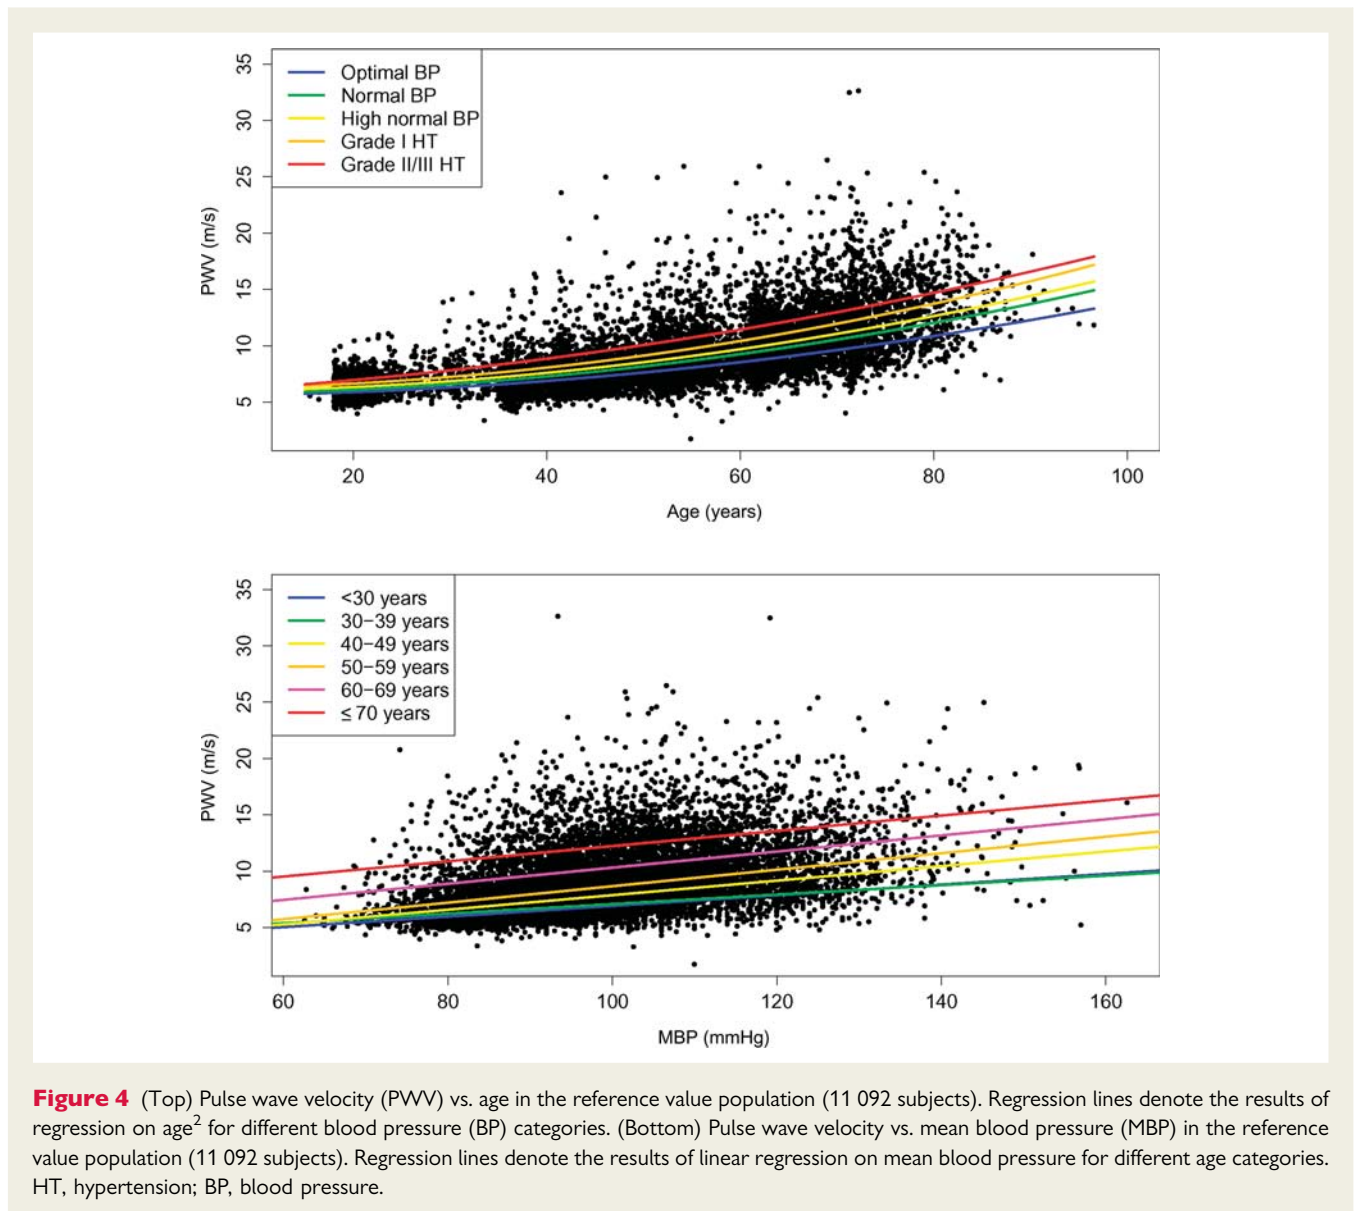 35
30
25
20
15
10
5
PWV (m/s)
Optimal BP
Normal BP
High normal BP
Grade I HT
Grade II/III HT
20 40 60 80 100
Age (years)
35
30
25
20
15
10
5
PWV (m/s)
<30 years
30−39 years
40−49 years
50−59 years
60−69 years
≤ 70 years
60 80 100 120 140 160
MBP (mmHg)
Figure 4 (Top) Pulse wave velocity (PWV) vs. age in the reference value population (11 092 subjects). Regression lines denote the results of
regression on age² for different blood pressure (BP) categories. (Bottom) Pulse wave velocity vs. mean blood pressure (MBP) in the reference
value population (11 092 subjects). Regression lines denote the results of linear regression on mean blood pressure for different age categories.
HT, hypertension; BP, blood pressure.